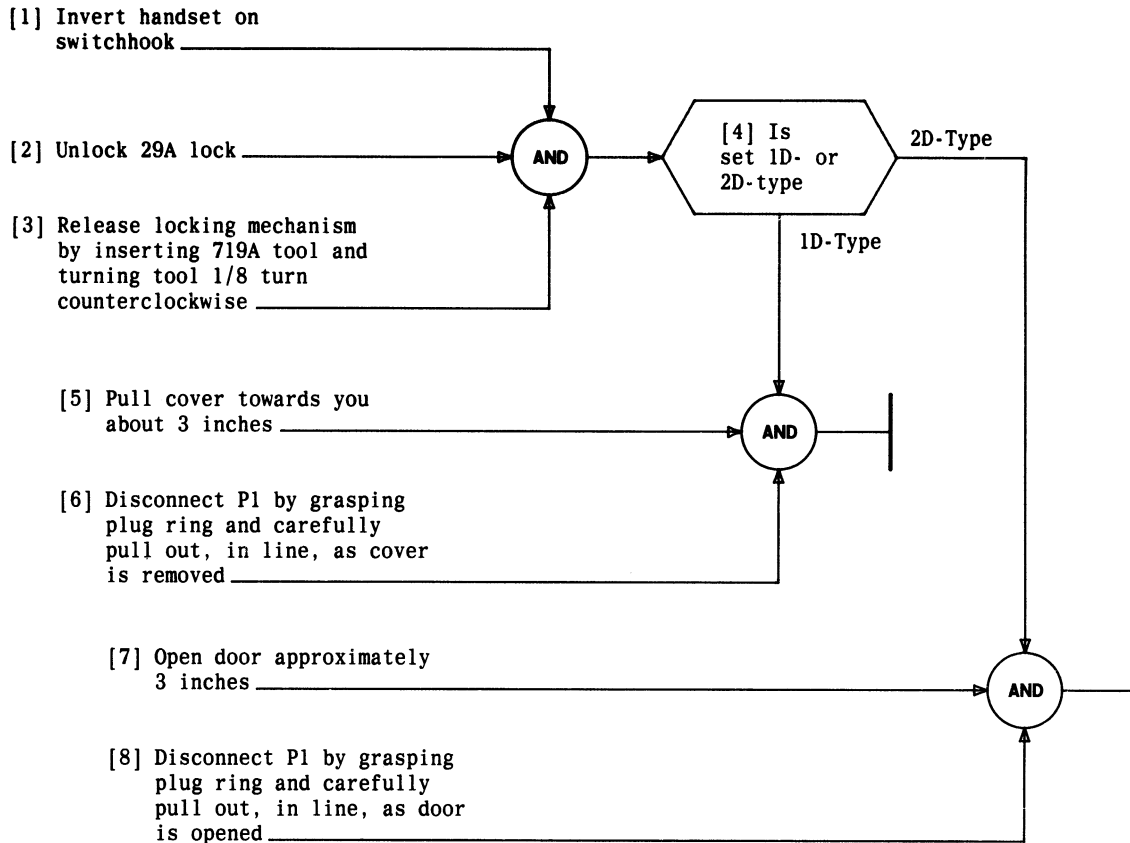 [1] Invert handset on
switchhook
[2] Unlock 29A lock
AND
[3] Release locking mechanism
by inserting 719A tool and
turning tool 1/8 turn
counterclockwise
[4] Is
set 1D- or
2D-type
2D-Type
1D-Type
[5] Pull cover towards you
about 3 inches
AND
[6] Disconnect P1 by grasping
plug ring and carefully
pull out, in line, as cover
is removed
[7] Open door approximately
3 inches
AND
[8] Disconnect P1 by grasping
plug ring and carefully
pull out, in line, as door
is opened